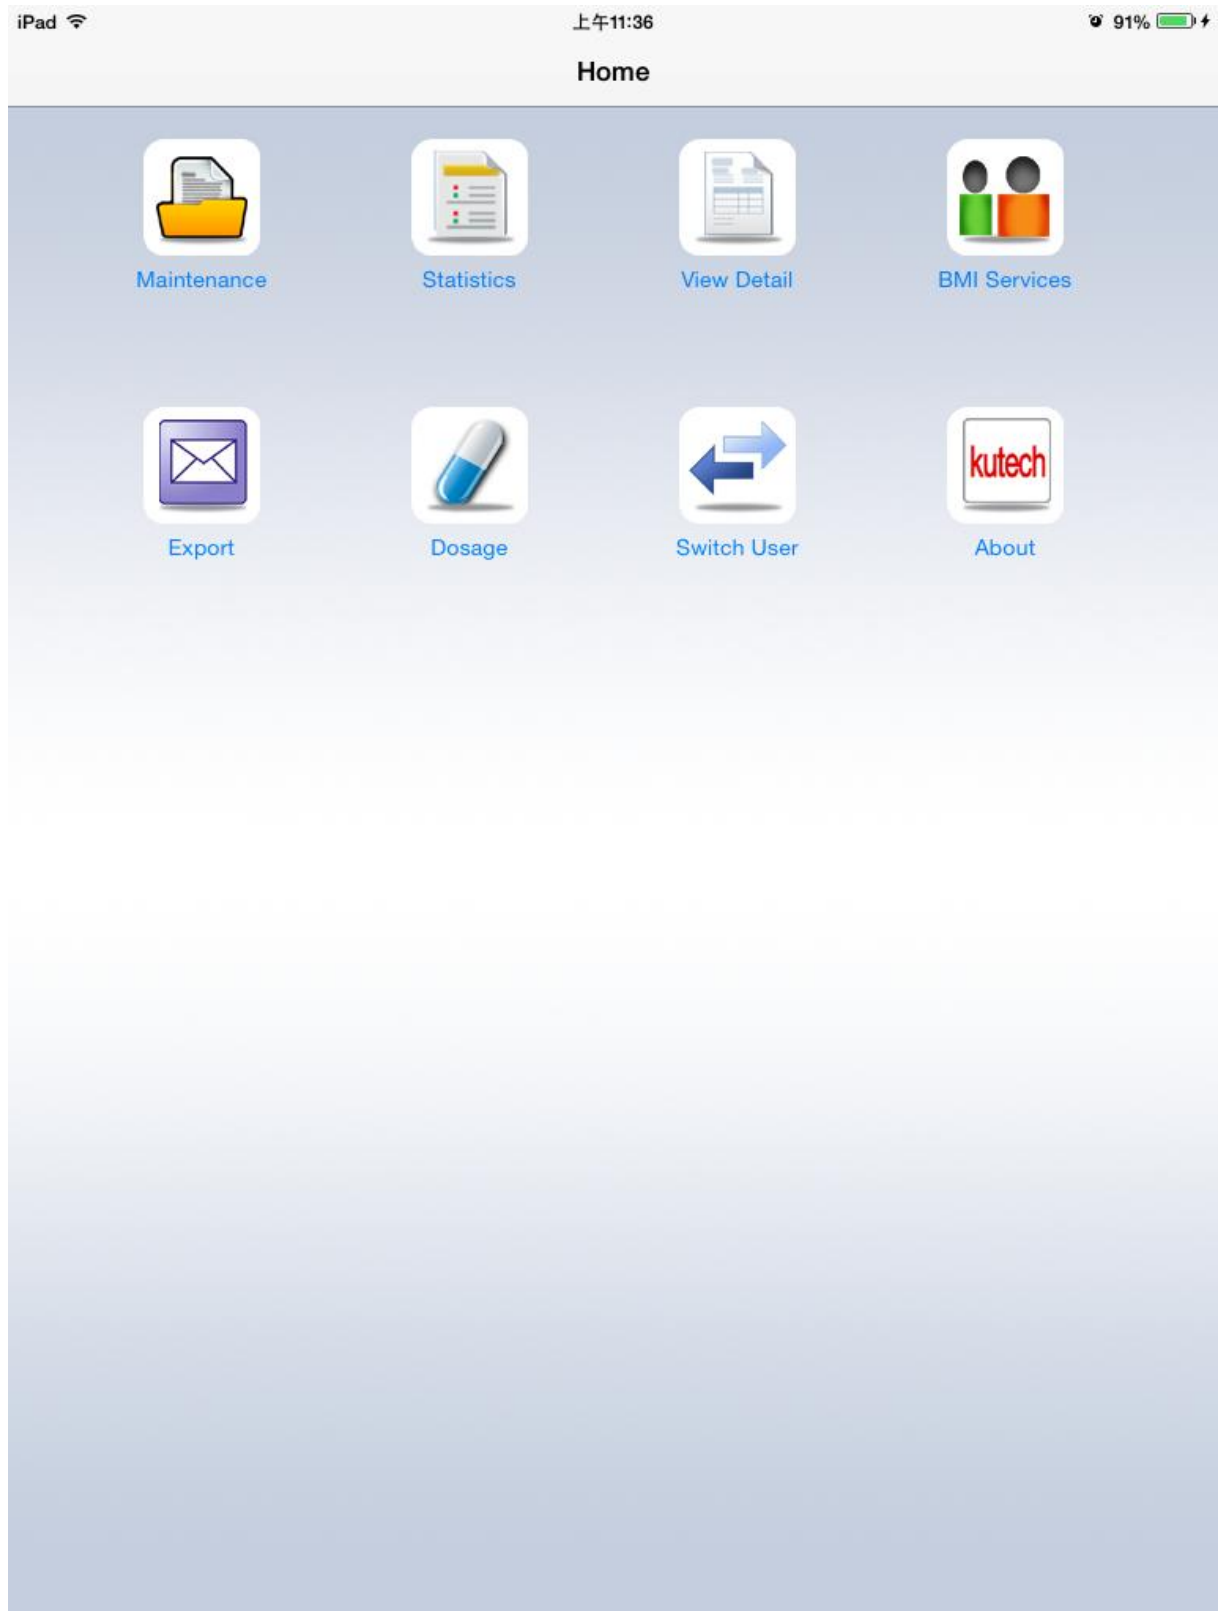 iPad 上午11:36 91%
Home
Maintenance Statistics View Detail BMI Services
kutech
Export Dosage Switch User About